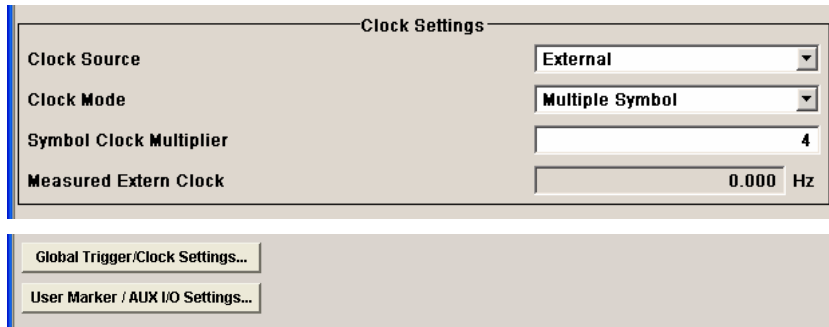 Clock Settings
Clock Source External
Clock Mode Multiple Symbol
Symbol Clock Multiplier 4
Measured Extern Clock 0.000 Hz
Global Trigger/Clock Settings...
User Marker / AUX I/O Settings...